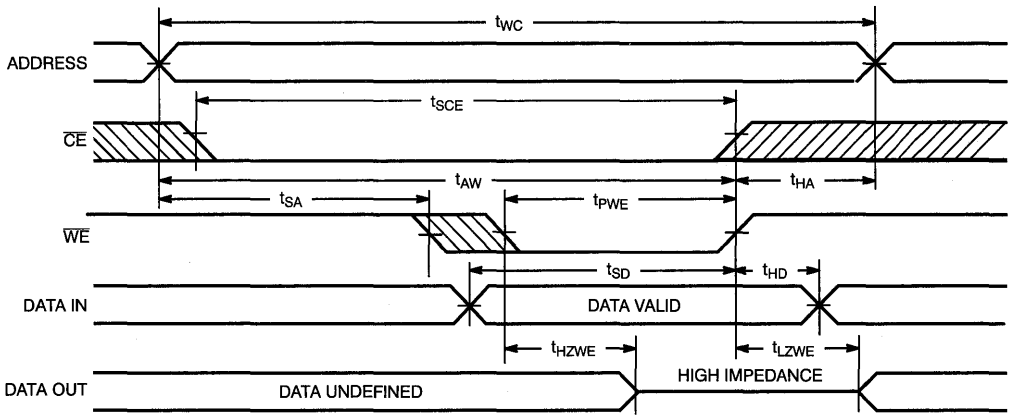 tWC
ADDRESS
tSCE
CE
tAW
tHA
tSA
tPWE
WE
tSD
tHD
DATA IN
DATA VALID
tHZWE
tLZWE
HIGH IMPEDANCE
DATA OUT
DATA UNDEFINED